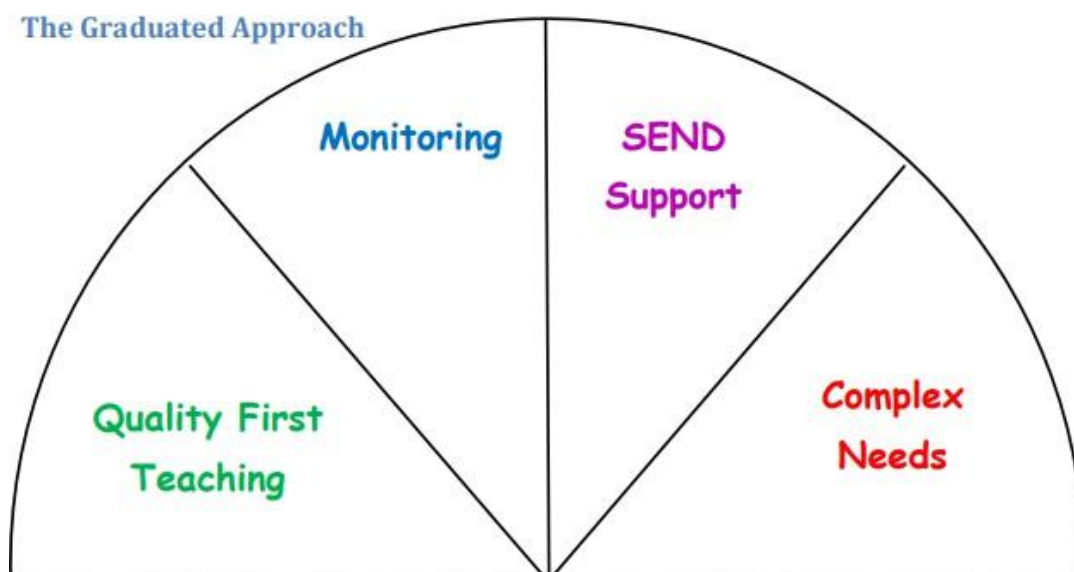 The Graduated Approach
Monitoring
SEND
Support
Quality First
Teaching
Complex
Needs